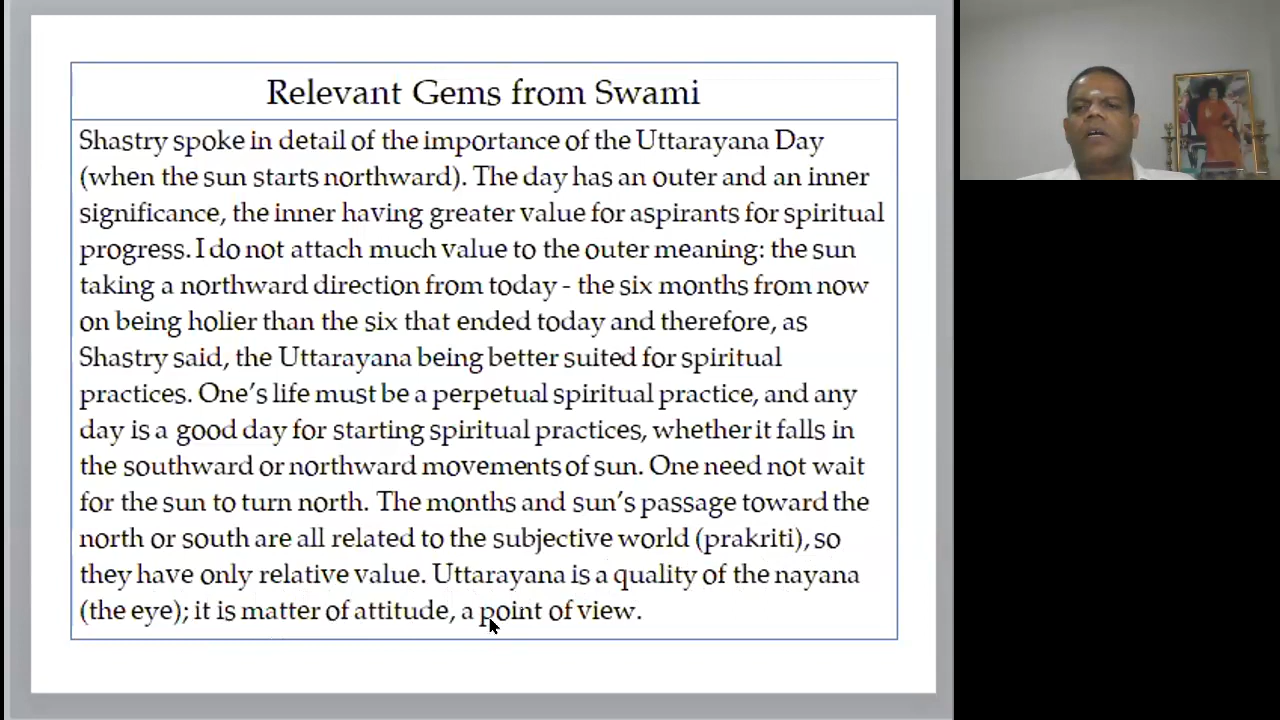 Relevant Gems from Swami
Shastry spoke in detail of the importance of the Uttarayana Day
(when the sun starts northward). The day has an outer and an inner
significance, the inner having greater value for aspirants for spiritual
progress. I do not attach much value to the outer meaning: the sun
taking a northward direction from today - the six months from now
on being holier than the six that ended today and therefore, as
Shastry said, the Uttarayana being better suited for spiritual
practices. One’s life must be a perpetual spiritual practice, and any
day is a good day for starting spiritual practices, whether it falls in
the southward or northward movements of sun. One need not wait
for the sun to turn north. The months and sun’s passage toward the
north or south are all related to the subjective world (prakriti), so
they have only relative value. Uttarayana is a quality of the nayana
(the eye); it is matter of attitude, a point of view.